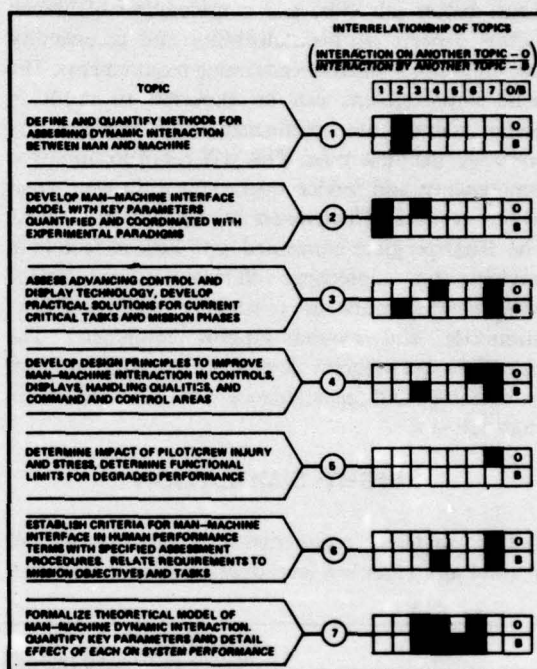 INTERRELATIONSHIP OF TOPICS
(INTERACTION ON ANOTHER TOPIC — O)
(INTERACTION BY ANOTHER TOPIC — B)
TOPIC
1 2 3 4 5 6 7 O/B
DEFINE AND QUANTIFY METHODS FOR
ASSESSING DYNAMIC INTERACTION
BETWEEN MAN AND MACHINE
1
O
B
DEVELOP MAN—MACHINE INTERFACE
MODEL WITH KEY PARAMETERS
QUANTIFIED AND COORDINATED WITH
EXPERIMENTAL PARADIGMS
2
O
B
ASSESS ADVANCING CONTROL AND
DISPLAY TECHNOLOGY, DEVELOP
PRACTICAL SOLUTIONS FOR CURRENT
CRITICAL TASKS AND MISSION PHASES
3
O
B
DEVELOP DESIGN PRINCIPLES TO IMPROVE
MAN—MACHINE INTERACTION IN CONTROLS,
DISPLAYS, HANDLING QUALITIES, AND
COMMAND AND CONTROL AREAS
4
O
B
DETERMINE IMPACT OF PILOT/CREW INJURY
AND STRESS, DETERMINE FUNCTIONAL
LIMITS FOR DEGRADED PERFORMANCE
5
O
B
ESTABLISH CRITERIA FOR MAN—MACHINE
INTERFACE IN HUMAN PERFORMANCE
TERMS WITH SPECIFIED ASSESSMENT
PROCEDURES. RELATE REQUIREMENTS TO
MISSION OBJECTIVES AND TASKS
6
O
B
FORMALIZE THEORETICAL MODEL OF
MAN—MACHINE DYNAMIC INTERACTION.
QUANTIFY KEY PARAMETERS AND DETAIL
EFFECT OF EACH ON SYSTEM PERFORMANCE
7
O
B